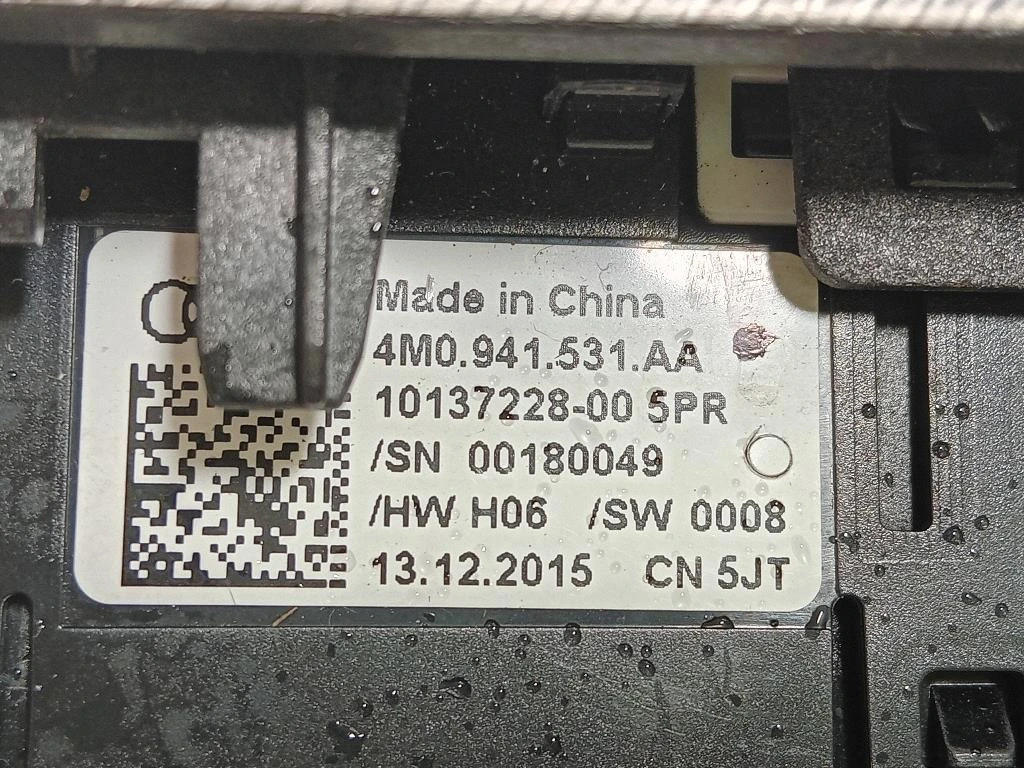 Made in China
4M0.941.531.AA
10137228-00 5PR
/SN 00180049
/HW H06 /SW 0008
13.12.2015 CN 5JT